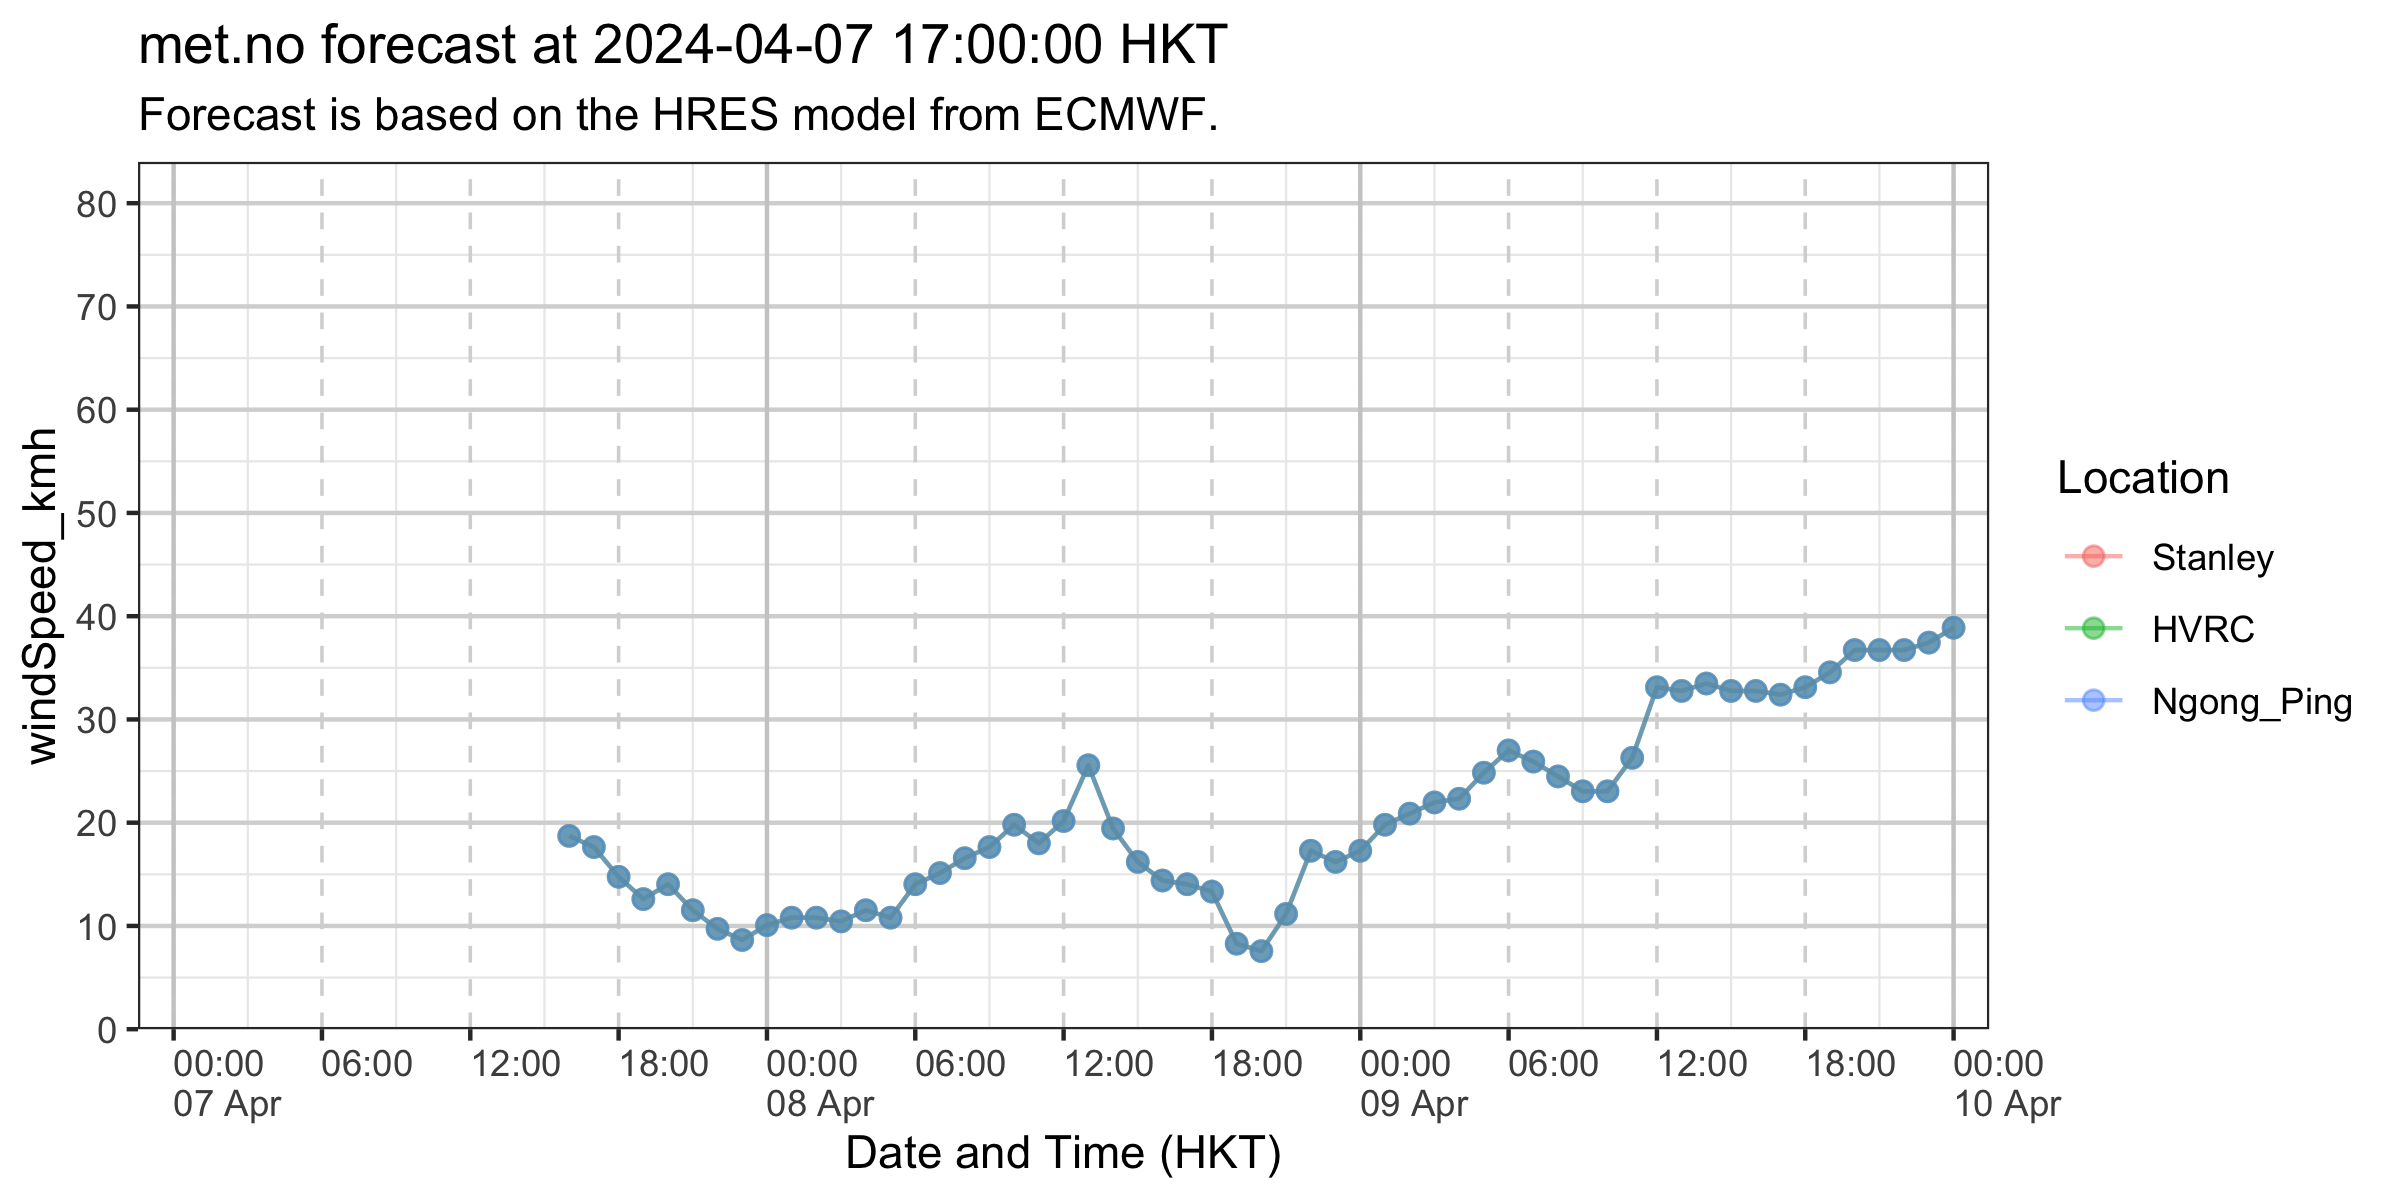 met.no forecast at 2024-04-07 17:00:00 HKT
Forecast is based on the HRES model from ECMWF.
windSpeed_kmh
80
70
60
50
40
30
20
10
0
00:00 06:00 12:00 18:00 00:00 06:00 12:00 18:00 00:00 06:00 12:00 18:00 00:00
07 Apr 08 Apr 09 Apr 10 Apr
Date and Time (HKT)
Location
Stanley
HVRC
Ngong_Ping